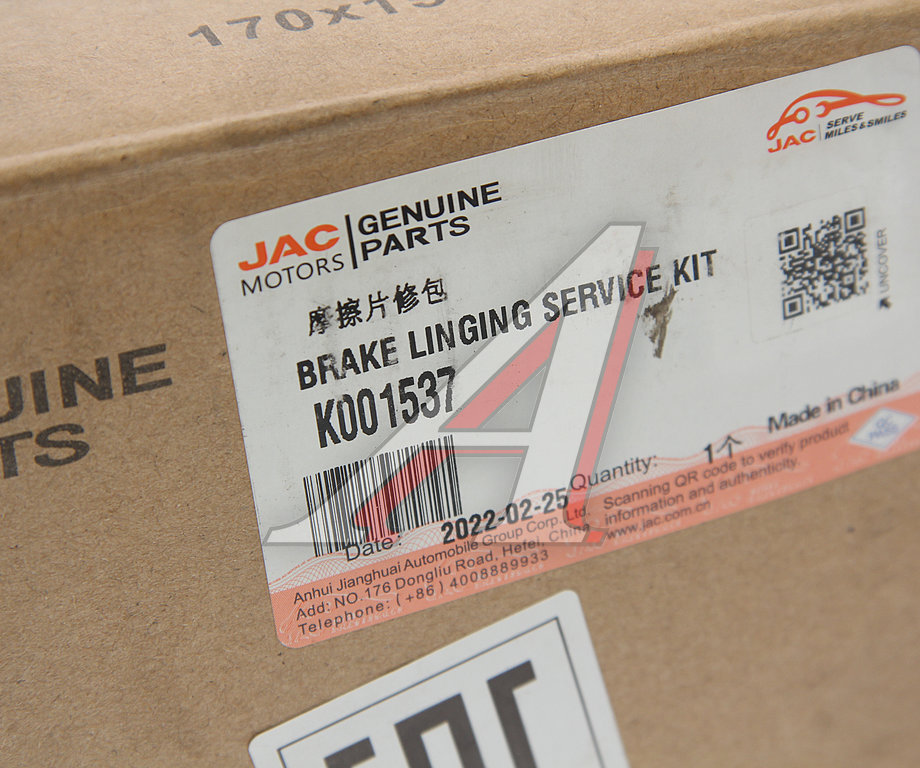 170x15
JAC
MOTORS
GENUINE
PARTS
JAC
SERVE
MILES&SMILES
摩擦片修包
BRAKE LINGING SERVICE KIT
K001537
UNCOVER
UINE
TS
Date: 2022-02-25
Quantity: 1个
Made in China
Anhui Jianghuai Automobile Group Corp. Ltd.
Add: NO.176 Dongliu Road, Hefei, China
Telephone: (+86) 4008889933
Scanning QR code to verify product
information and authenticity.
www.jac.com.cn